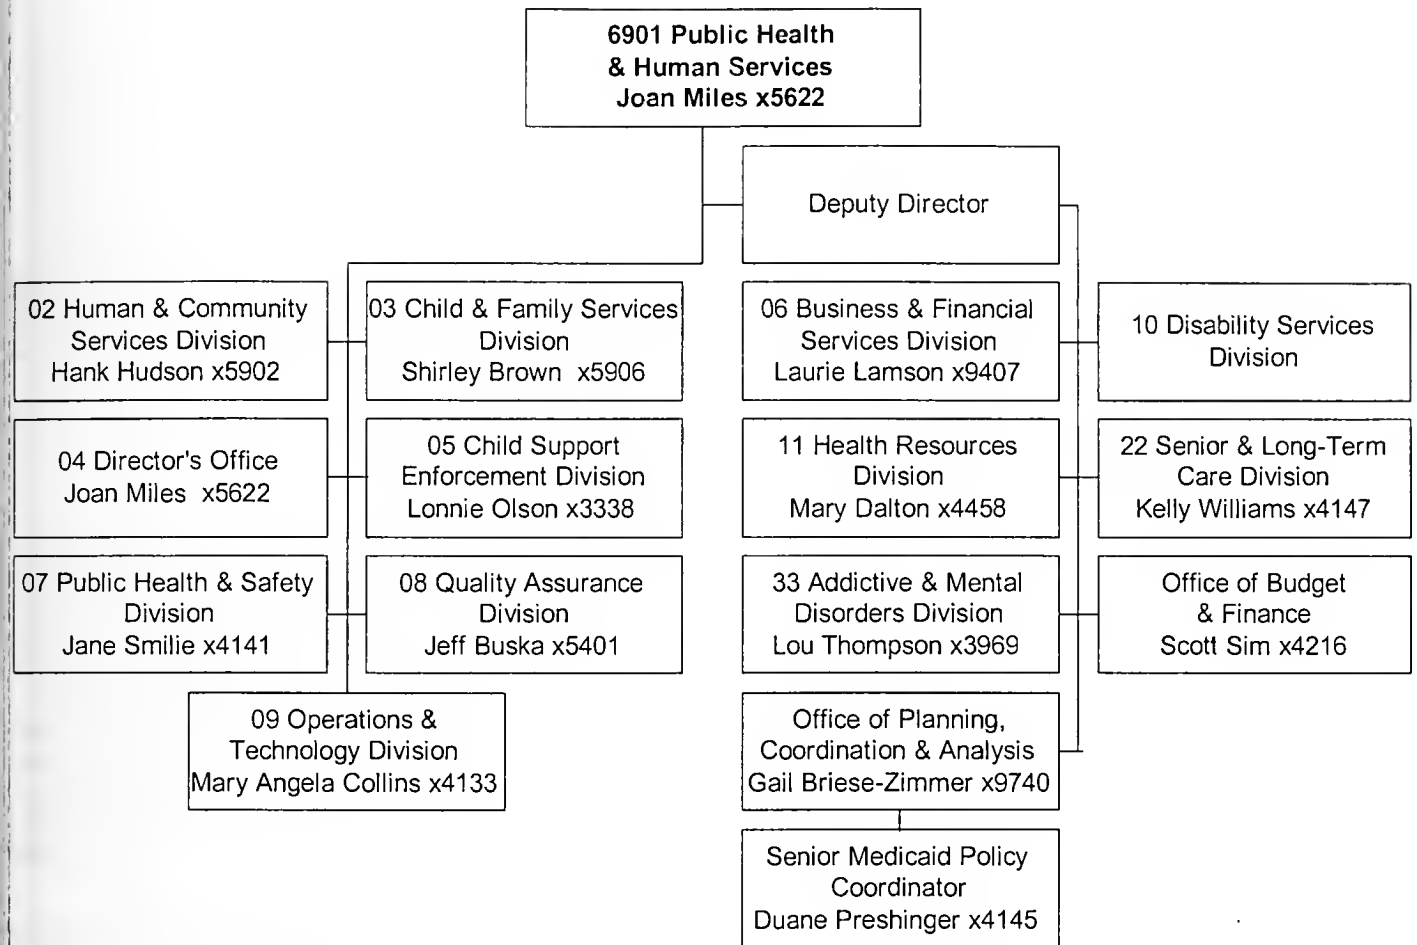 6901 Public Health
& Human Services
Joan Miles x5622
Deputy Director
02 Human & Community
Services Division
Hank Hudson x5902
03 Child & Family Services
Division
Shirley Brown x5906
06 Business & Financial
Services Division
Laurie Lamson x9407
10 Disability Services
Division
04 Director's Office
Joan Miles x5622
05 Child Support
Enforcement Division
Lonnie Olson x3338
11 Health Resources
Division
Mary Dalton x4458
22 Senior & Long-Term
Care Division
Kelly Williams x4147
07 Public Health & Safety
Division
Jane Smilie x4141
08 Quality Assurance
Division
Jeff Buska x5401
33 Addictive & Mental
Disorders Division
Lou Thompson x3969
Office of Budget
& Finance
Scott Sim x4216
09 Operations &
Technology Division
Mary Angela Collins x4133
Office of Planning,
Coordination & Analysis
Gail Briese-Zimmer x9740
Senior Medicaid Policy
Coordinator
Duane Preshinger x4145